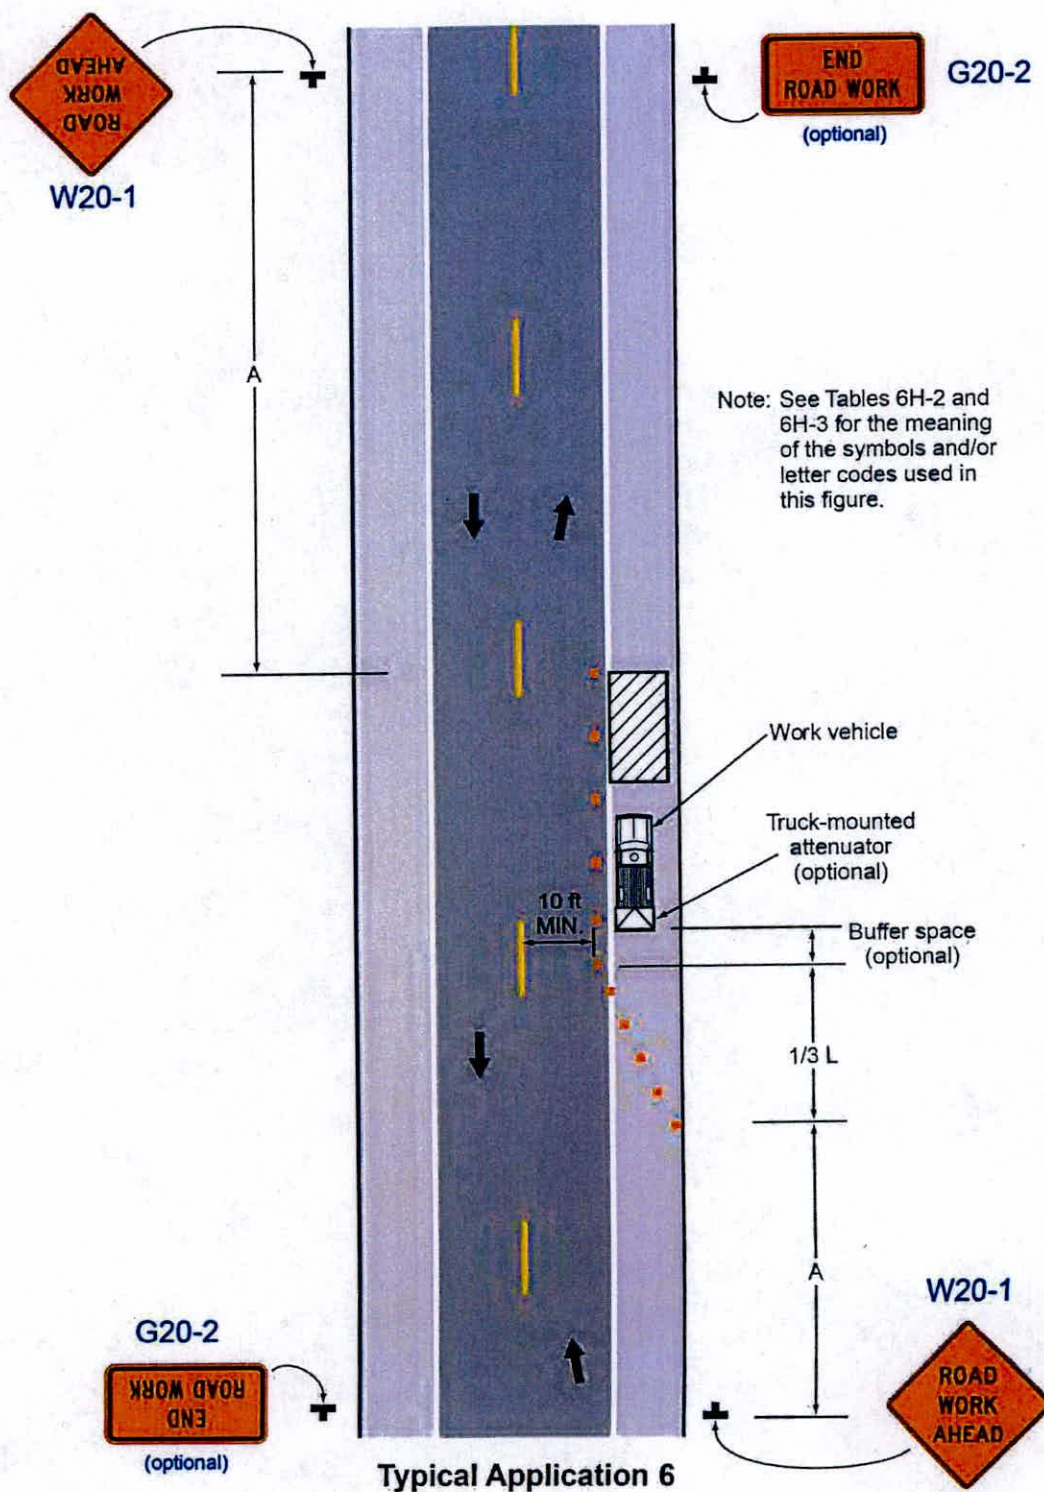 ROAD
WORK
AHEAD
W20-1
END
ROAD WORK
(optional)
G20-2
A
Note: See Tables 6H-2 and
6H-3 for the meaning
of the symbols and/or
letter codes used in
this figure.
Work vehicle
Truck-mounted
attenuator
(optional)
10 ft
MIN.
Buffer space
(optional)
1/3 L
A
W20-1
ROAD
WORK
AHEAD
G20-2
END
ROAD WORK
(optional)
Typical Application 6